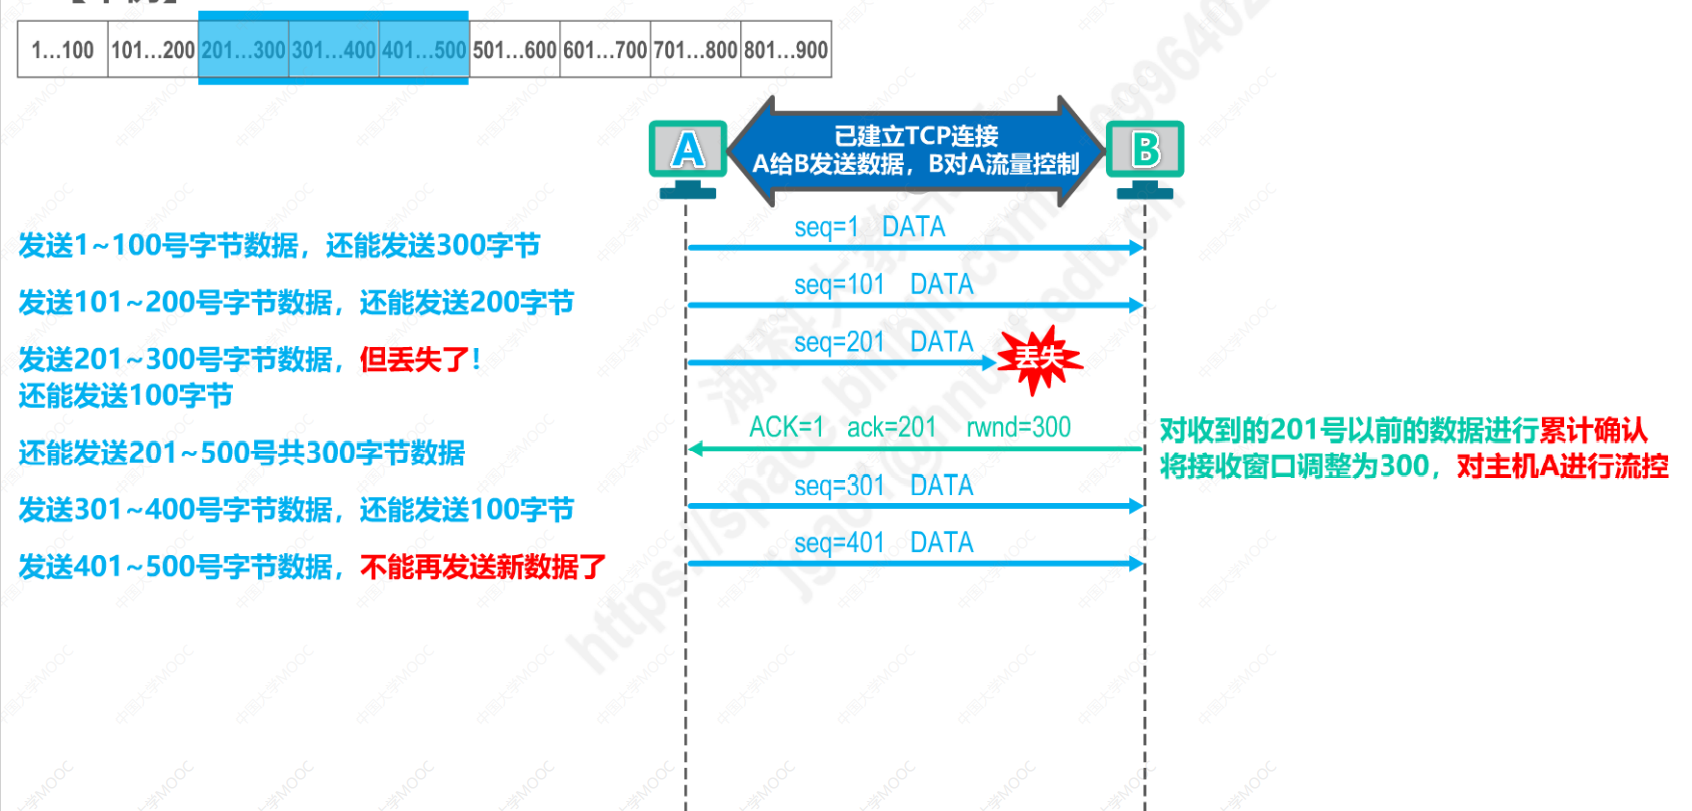 1...100 101...200 201...300 301...400 401...500 501...600 601...700 701...800 801...900
已建立TCP连接
A给B发送数据，B对A流量控制
A
B
seq=1 DATA
发送1~100号字节数据，还能发送300字节
seq=101 DATA
发送101~200号字节数据，还能发送200字节
seq=201 DATA
丢失
发送201~300号字节数据，但丢失了！
还能发送100字节
ACK=1 ack=201 rwnd=300
对收到的201号以前的数据进行累计确认
将接收窗口调整为300，对主机A进行流控
还能发送201~500号共300字节数据
seq=301 DATA
发送301~400号字节数据，还能发送100字节
seq=401 DATA
发送401~500号字节数据，不能再发送新数据了
中国大学MOOC